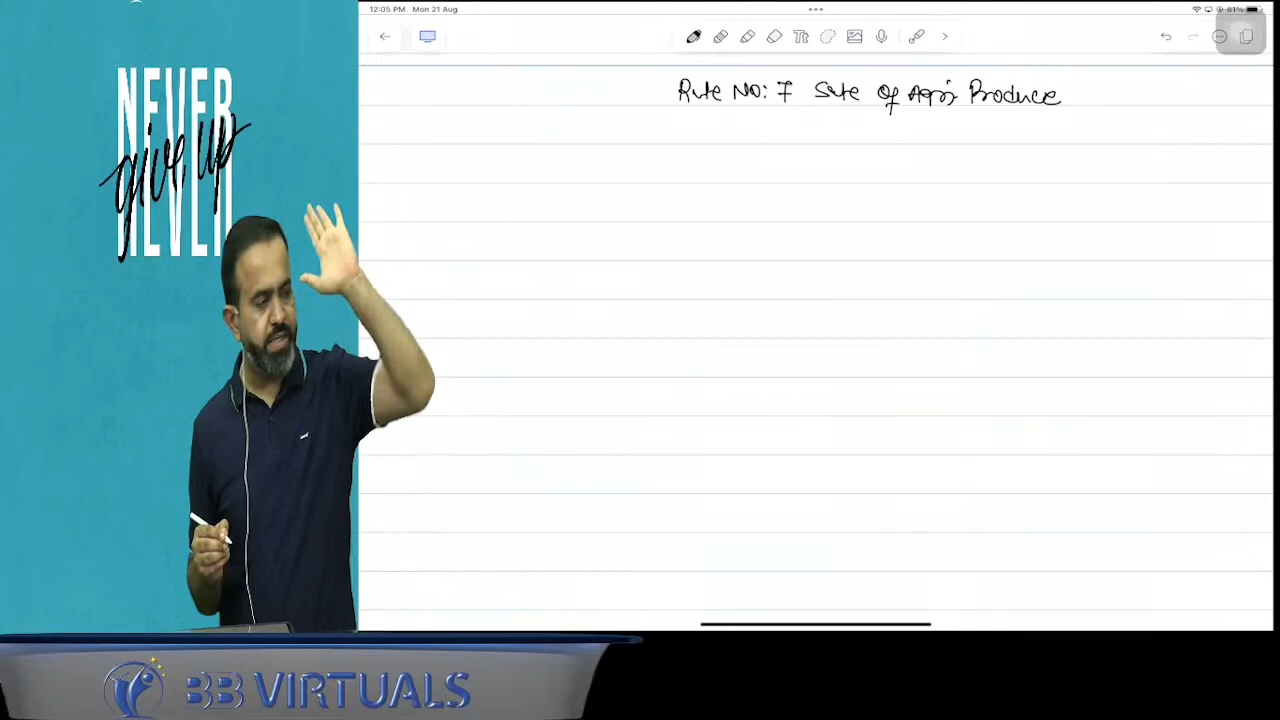 12:05 PM Mon 21 Aug
81%
Rule No: 7 Sale Of Agri Produce
NEVER
give up
NEVER
BB VIRTUALS